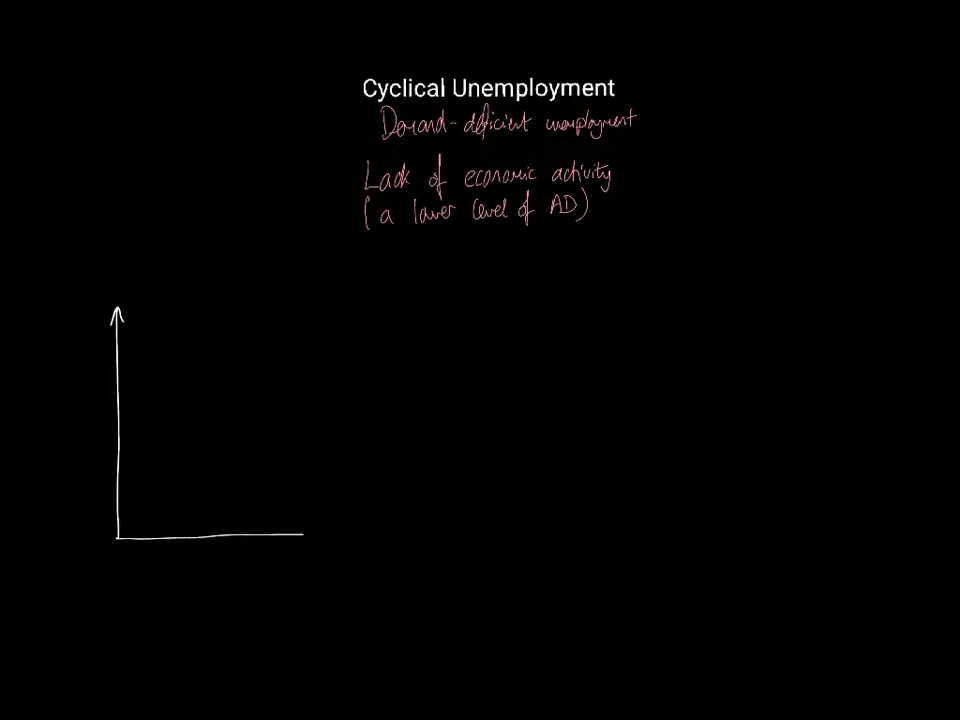 Cyclical Unemployment
Demand-deficient unemployment
Lack of economic activity
(a lower level of AD)